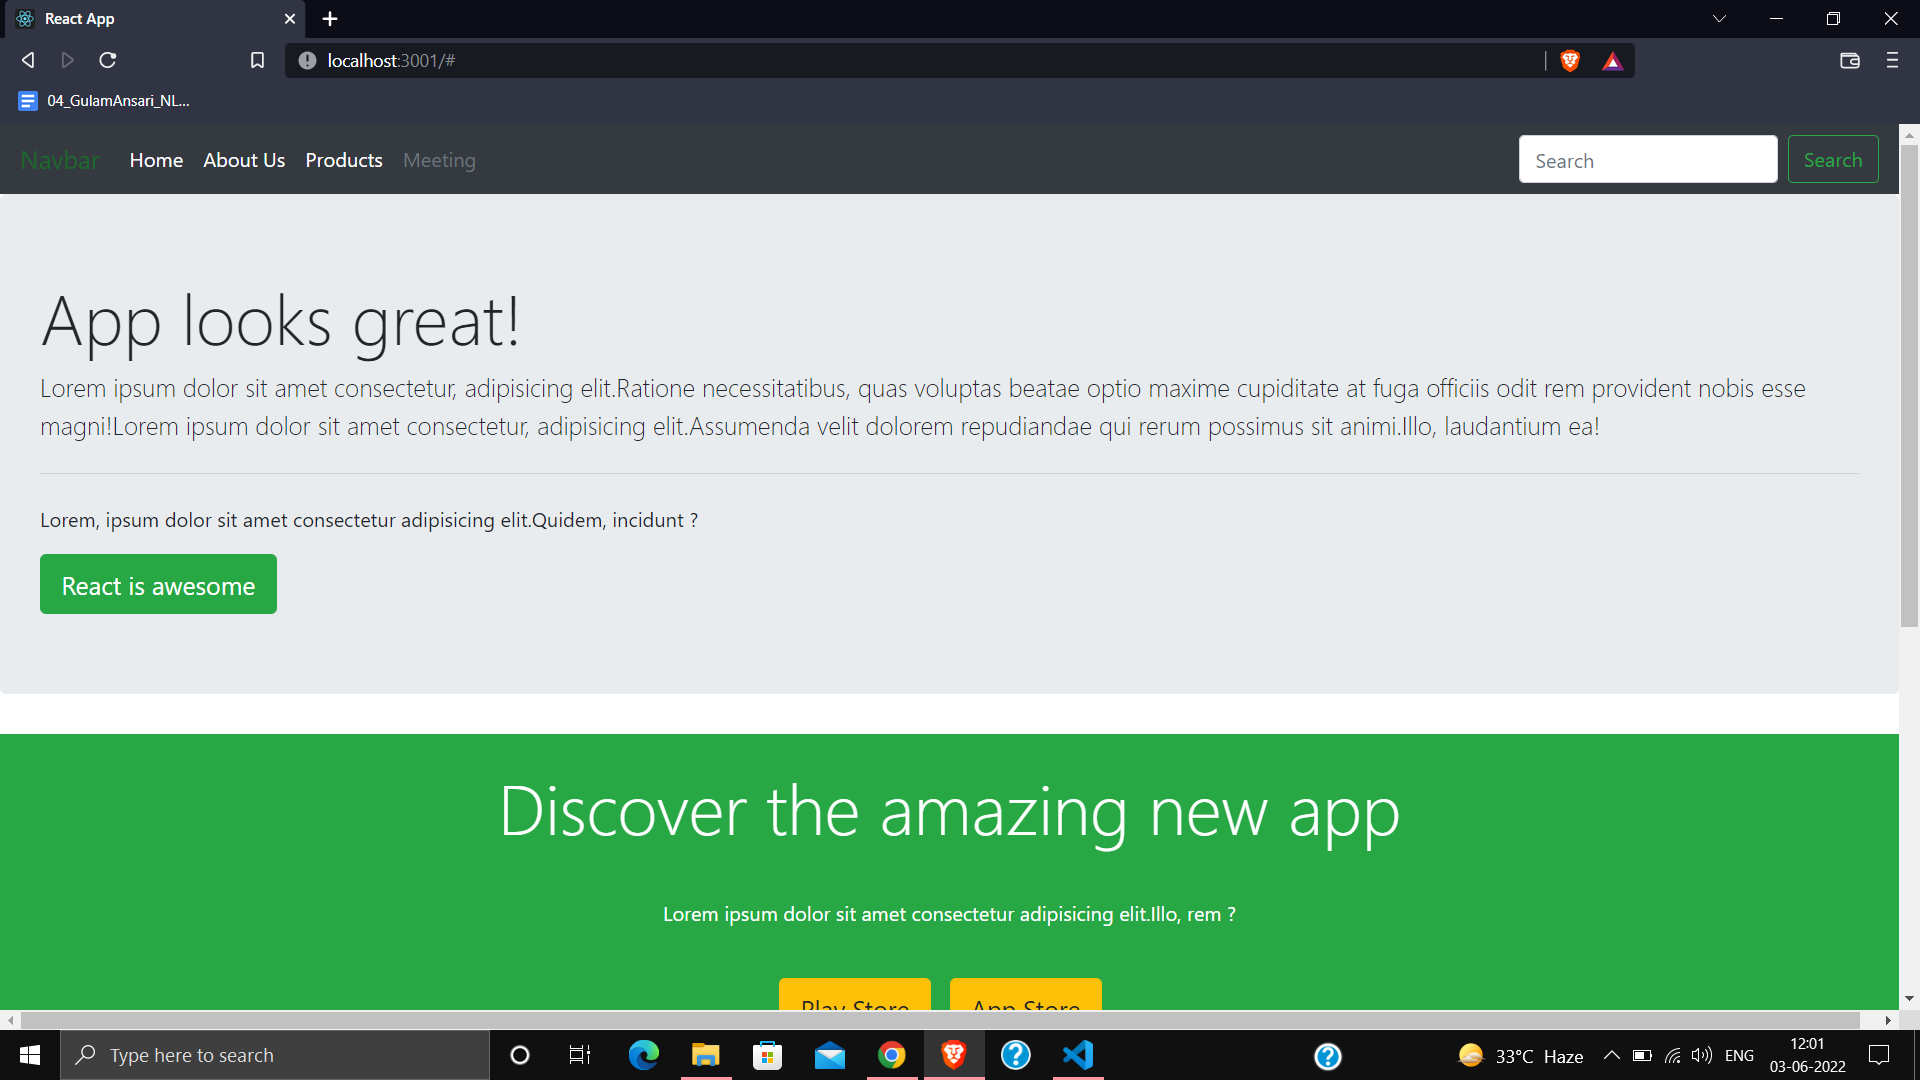 React App
localhost:3001/#
04_GulamAnsari_NL...
Navbar Home About Us Products Meeting Search Search
App looks great!
Lorem ipsum dolor sit amet consectetur, adipisicing elit.Ratione necessitatibus, quas voluptas beatae optio maxime cupiditate at fuga officiis odit rem provident nobis esse
magni!Lorem ipsum dolor sit amet consectetur, adipisicing elit.Assumenda velit dolorem repudiandae qui rerum possimus sit animi.Illo, laudantium ea!
Lorem, ipsum dolor sit amet consectetur adipisicing elit.Quidem, incidunt ?
React is awesome
Discover the amazing new app
Lorem ipsum dolor sit amet consectetur adipisicing elit.Illo, rem ?
Play Store App Store
Type here to search
33°C Haze
ENG
12:01
03-06-2022